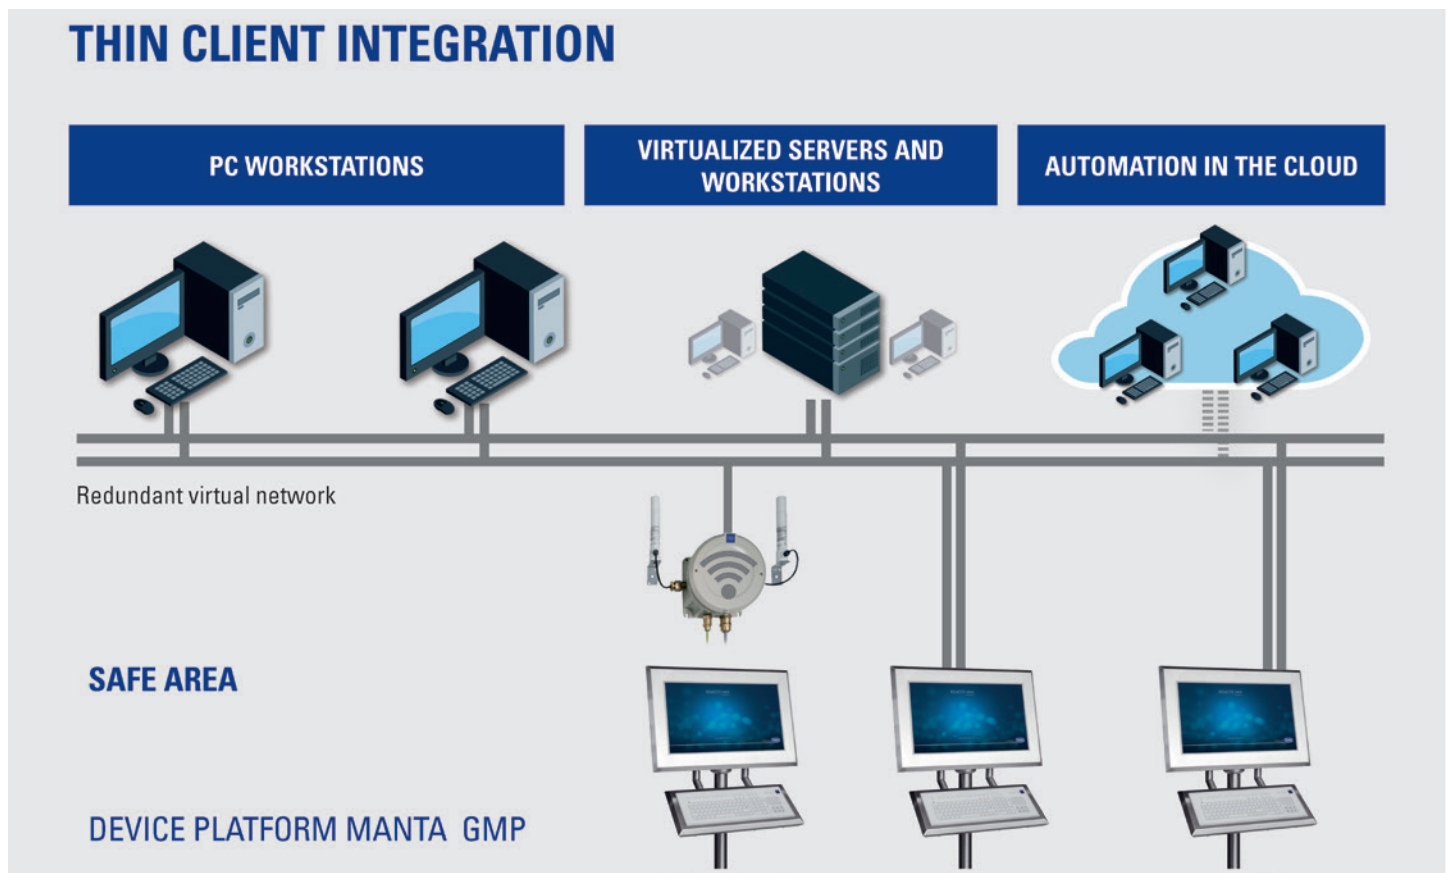 THIN CLIENT INTEGRATION
PC WORKSTATIONS
VIRTUALIZED SERVERS AND
WORKSTATIONS
AUTOMATION IN THE CLOUD
Redundant virtual network
SAFE AREA
DEVICE PLATFORM MANTA GMP